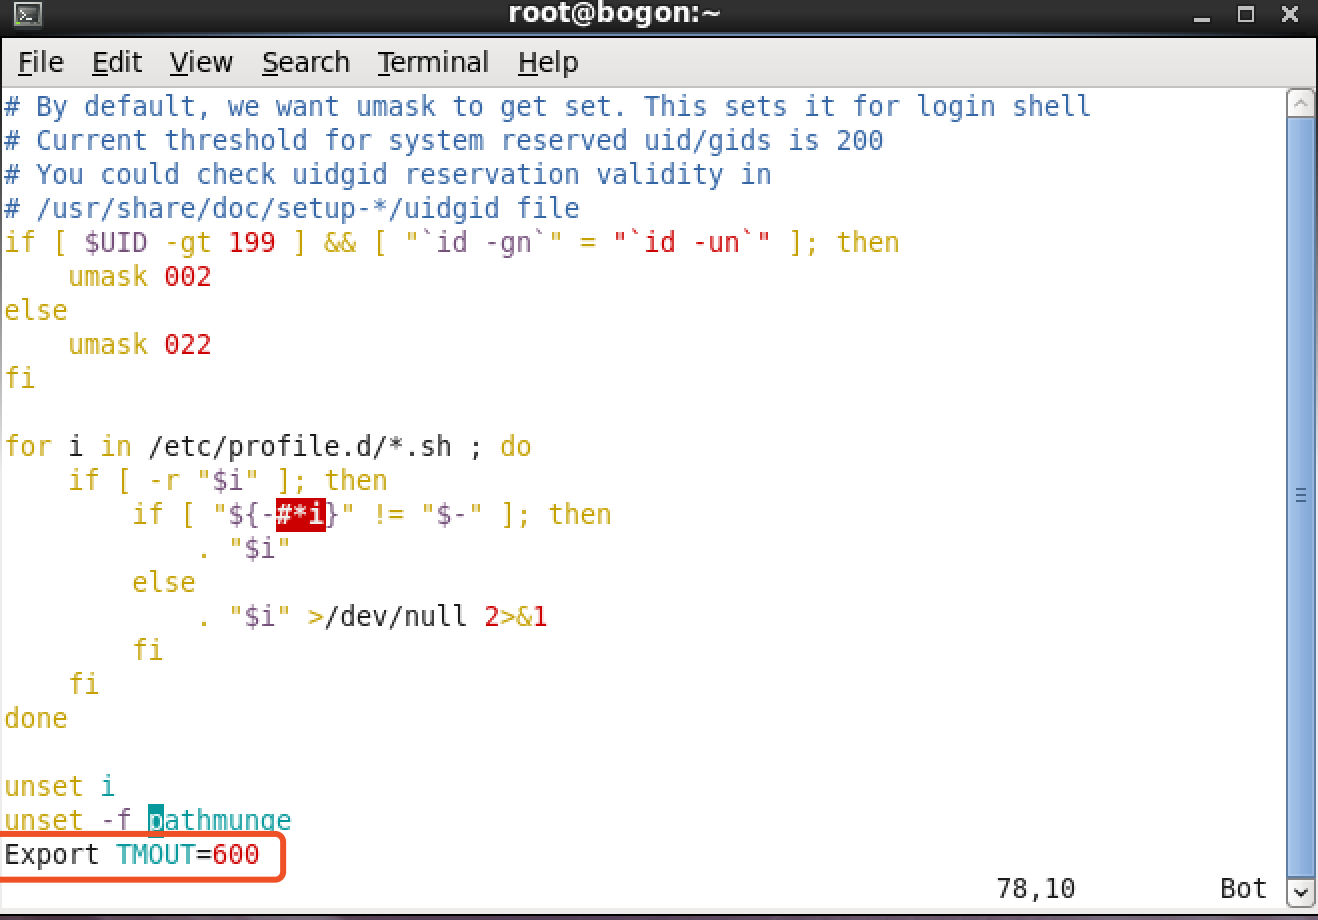 root@bogon:~
File Edit View Search Terminal Help
# By default, we want umask to get set. This sets it for login shell
# Current threshold for system reserved uid/gids is 200
# You could check uidgid reservation validity in
# /usr/share/doc/setup-*/uidgid file
if [ $UID -gt 199 ] && [ "`id -gn`" = "`id -un`" ]; then
    umask 002
else
    umask 022
fi

for i in /etc/profile.d/*.sh ; do
    if [ -r "$i" ]; then
        if [ "${-#*i}" != "$-" ]; then
            . "$i"
        else
            . "$i" >/dev/null 2>&1
        fi
    fi
done

unset i
unset -f pathmunge
Export TMOUT=600
78,10 Bot